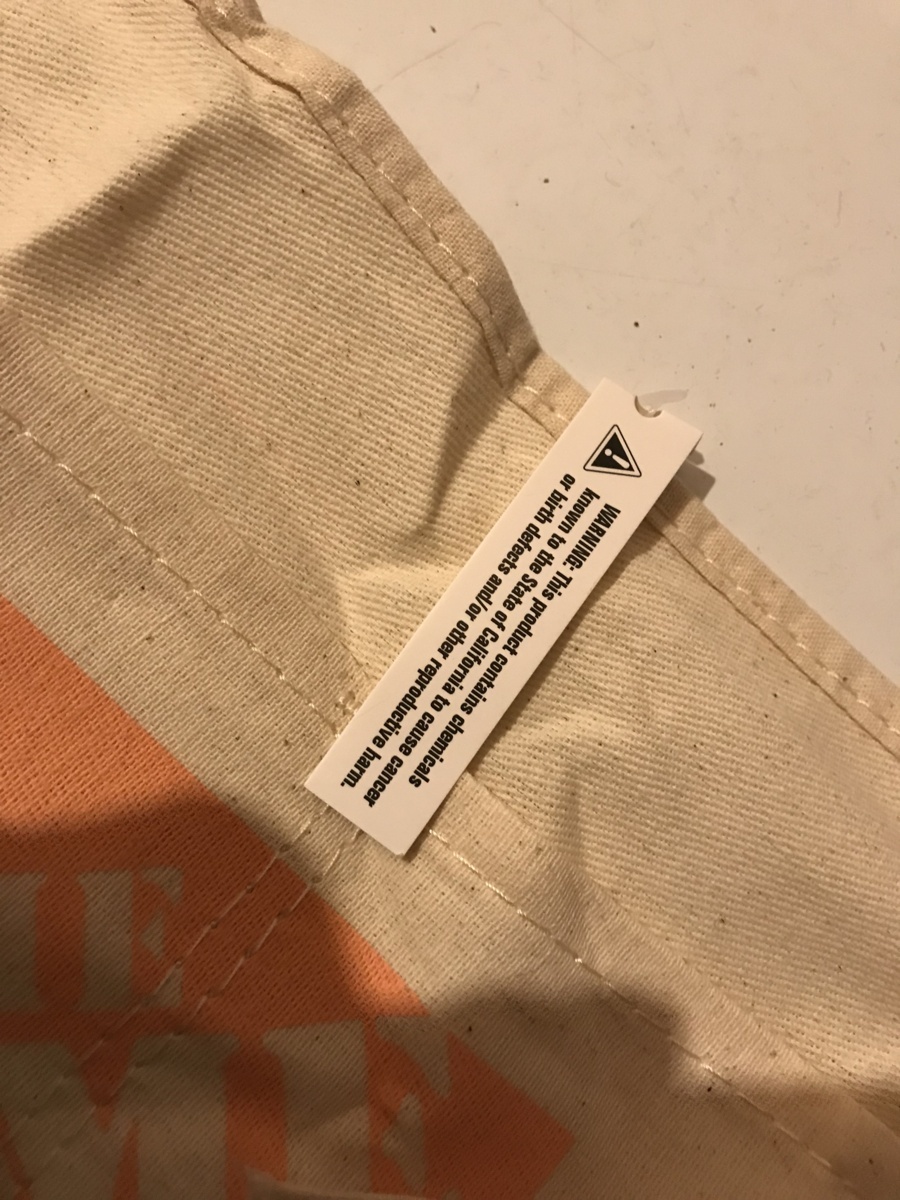 WARNING: This product contains chemicals
known to the State of California to cause cancer
or birth defects and/or other reproductive harm.